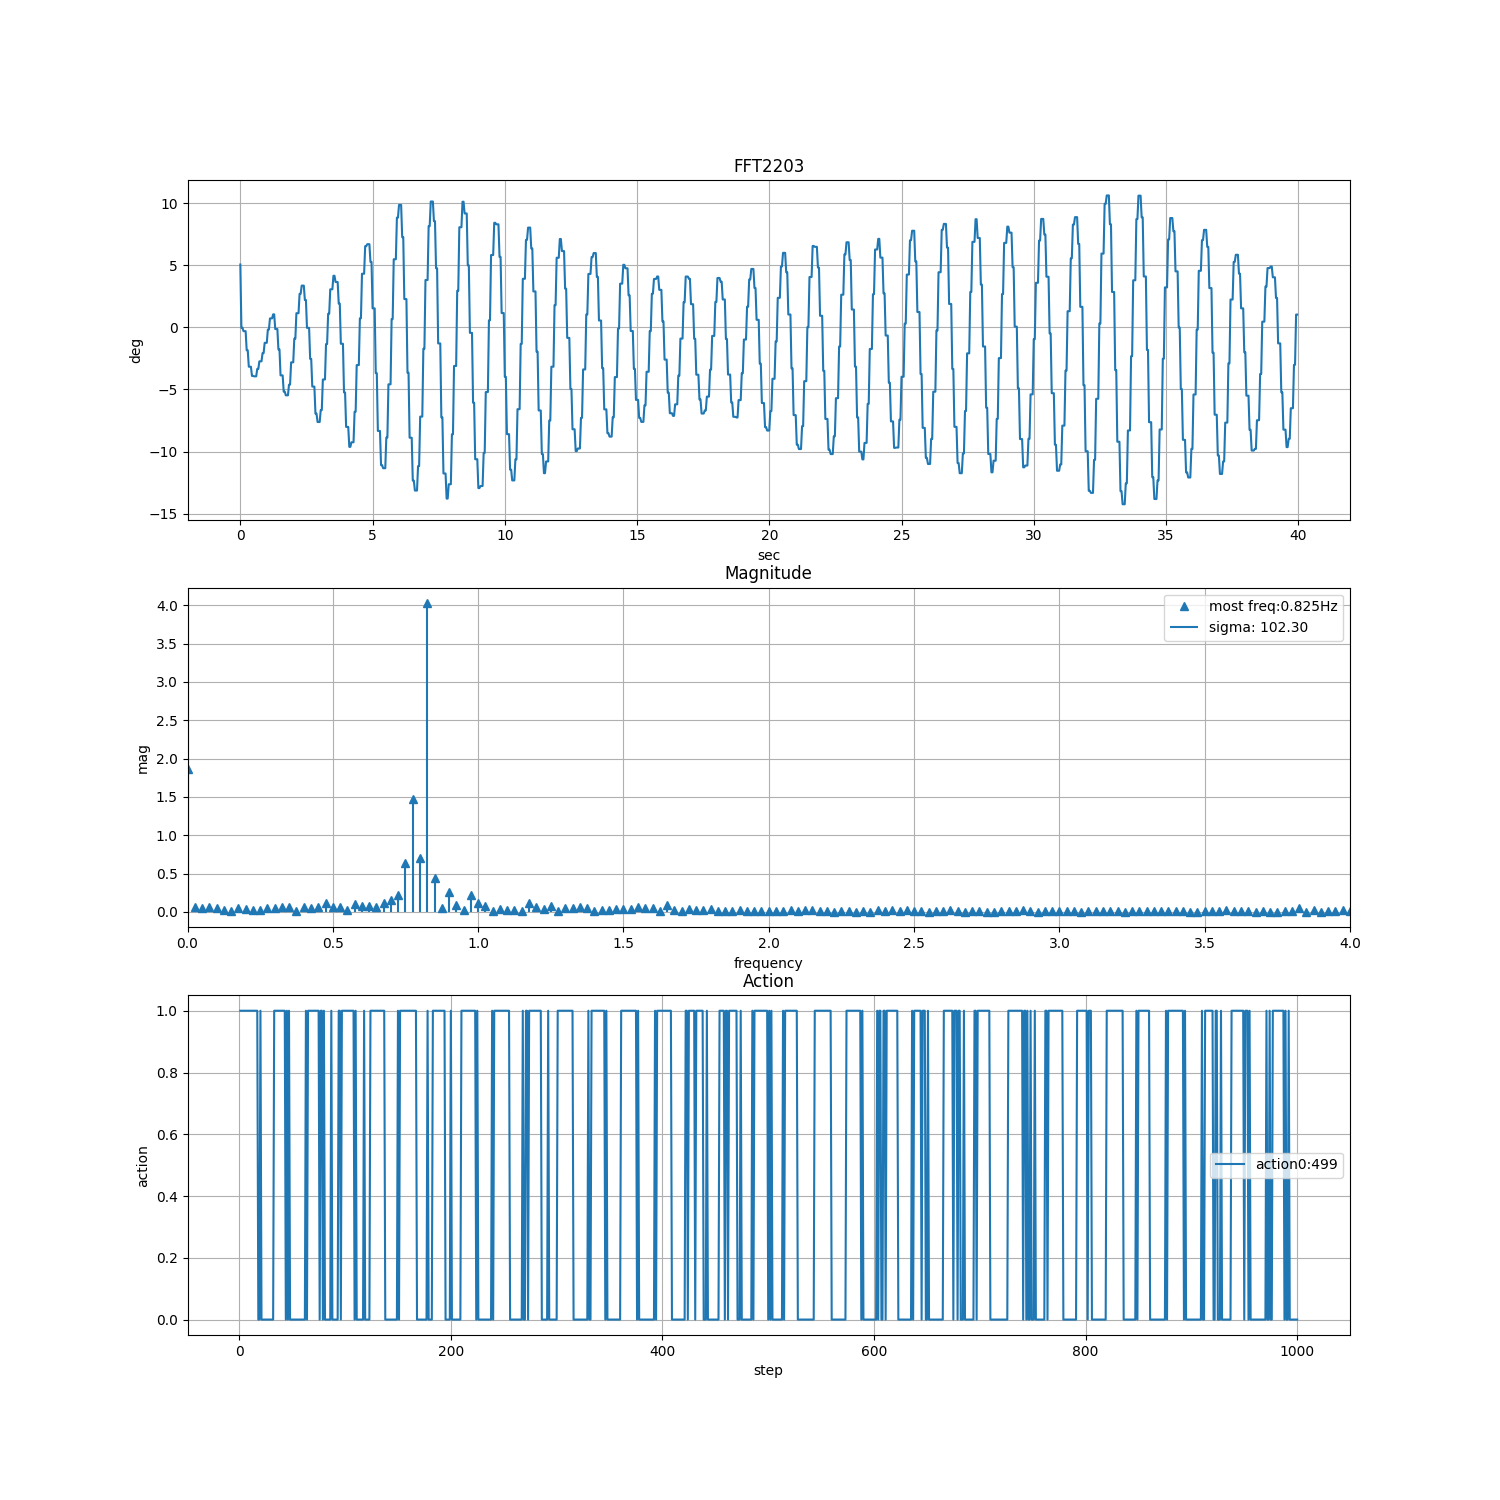 FFT2203
deg
10
5
0
−5
−10
−15
0 5 10 15 20 25 30 35 40
sec
Magnitude
mag
4.0
3.5
3.0
2.5
2.0
1.5
1.0
0.5
0.0
most freq:0.825Hz
sigma: 102.30
0.0 0.5 1.0 1.5 2.0 2.5 3.0 3.5 4.0
frequency
Action
action
1.0
0.8
0.6
0.4
0.2
0.0
action0:499
0 200 400 600 800 1000
step